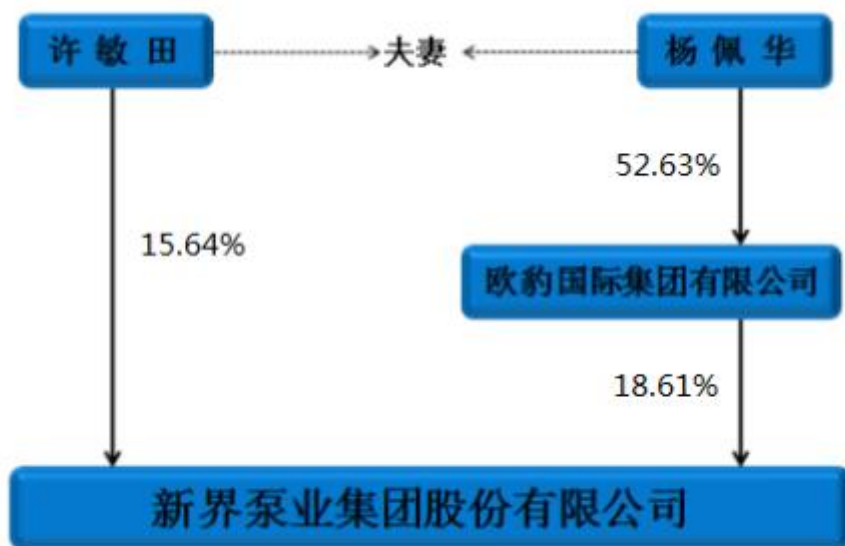 许敏田
夫妻
杨佩华
52.63%
15.64%
欧豹国际集团有限公司
18.61%
新界泵业集团股份有限公司